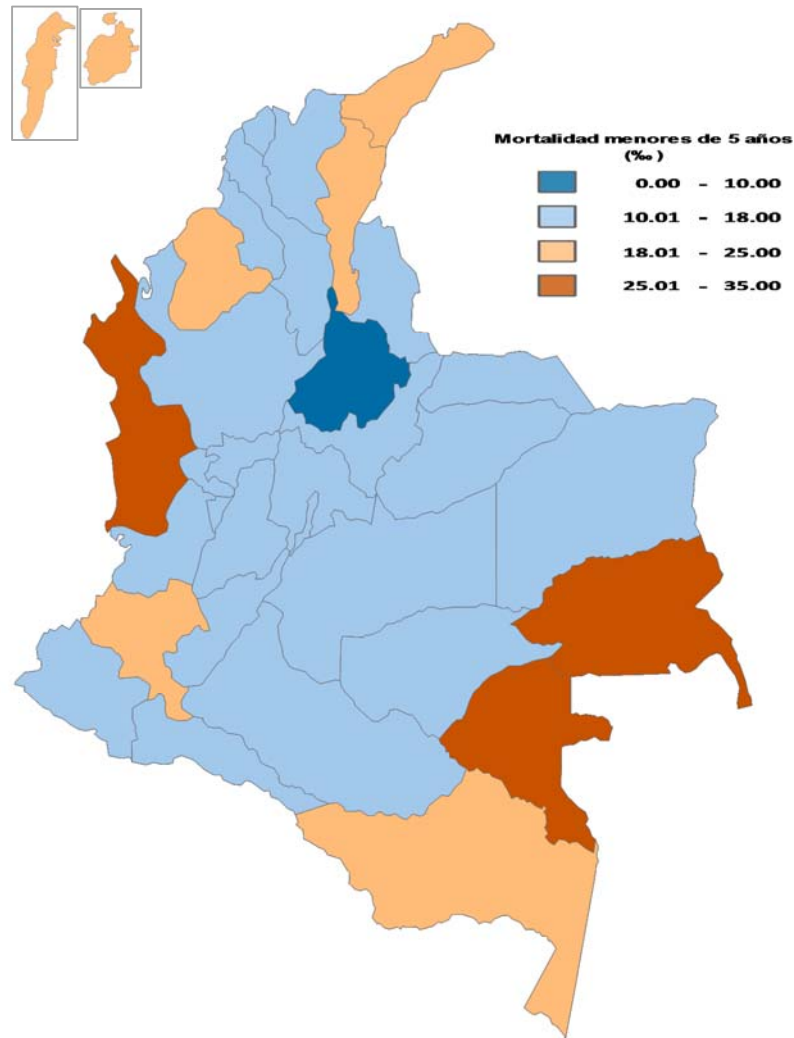 Mortalidad menores de 5 años
(‰)
0.00 - 10.00
10.01 - 18.00
18.01 - 25.00
25.01 - 35.00